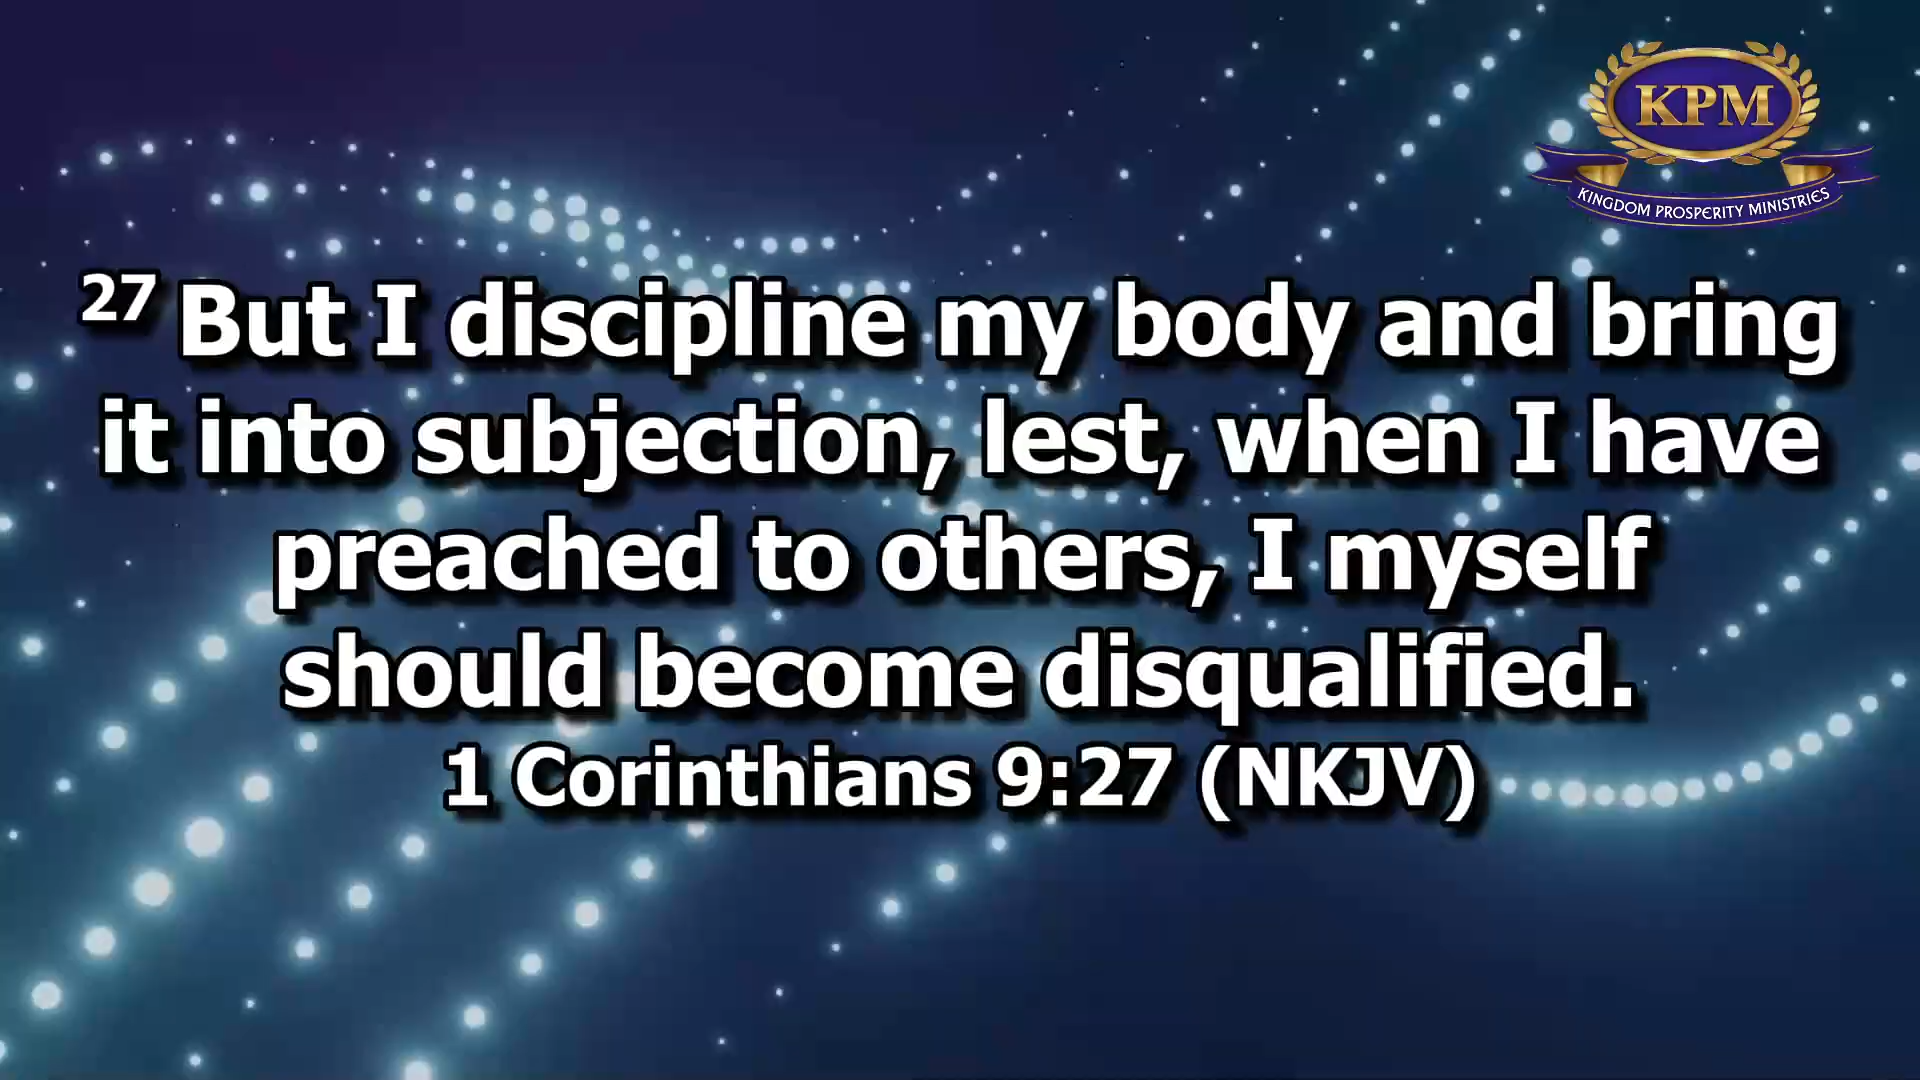 KPM
KINGDOM PROSPERITY MINISTRIES
27 But I discipline my body and bring
it into subjection, lest, when I have
preached to others, I myself
should become disqualified.
1 Corinthians 9:27 (NKJV)